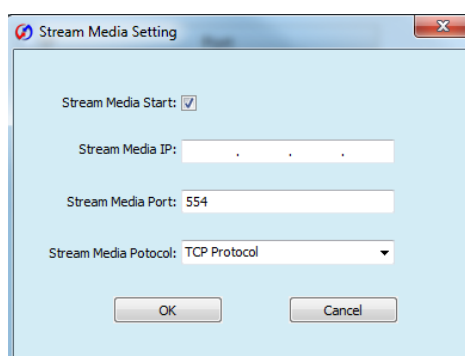 Stream Media Setting
Stream Media Start:
Stream Media IP: . . .
Stream Media Port: 554
Stream Media Potocol: TCP Protocol
OK Cancel